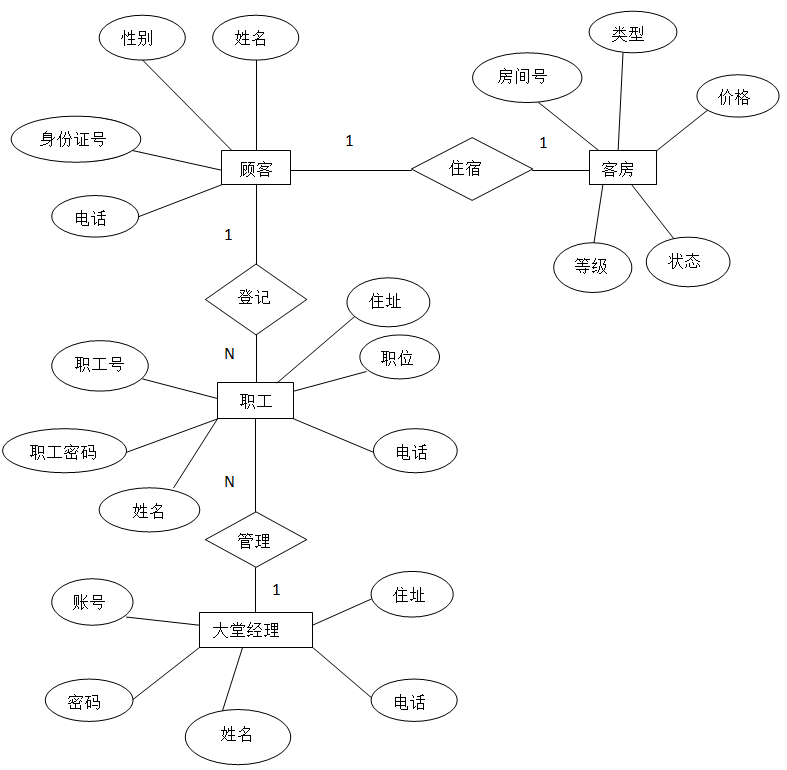 性别
姓名
类型
房间号
价格
身份证号
1
1
顾客
住宿
客房
电话
1
等级
状态
登记
住址
N
职工号
职位
职工
职工密码
电话
N
姓名
管理
1
账号
住址
大堂经理
密码
电话
姓名